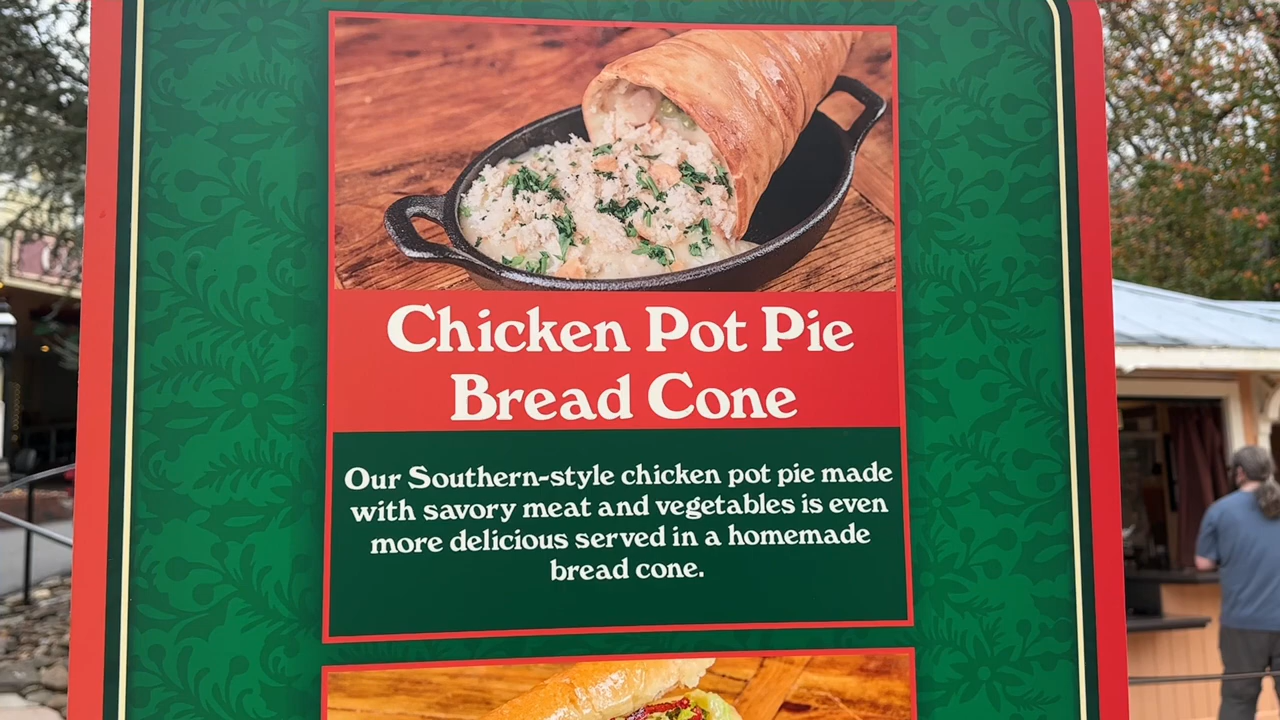 Chicken Pot Pie
Bread Cone
Our Southern-style chicken pot pie made
with savory meat and vegetables is even
more delicious served in a homemade
bread cone.